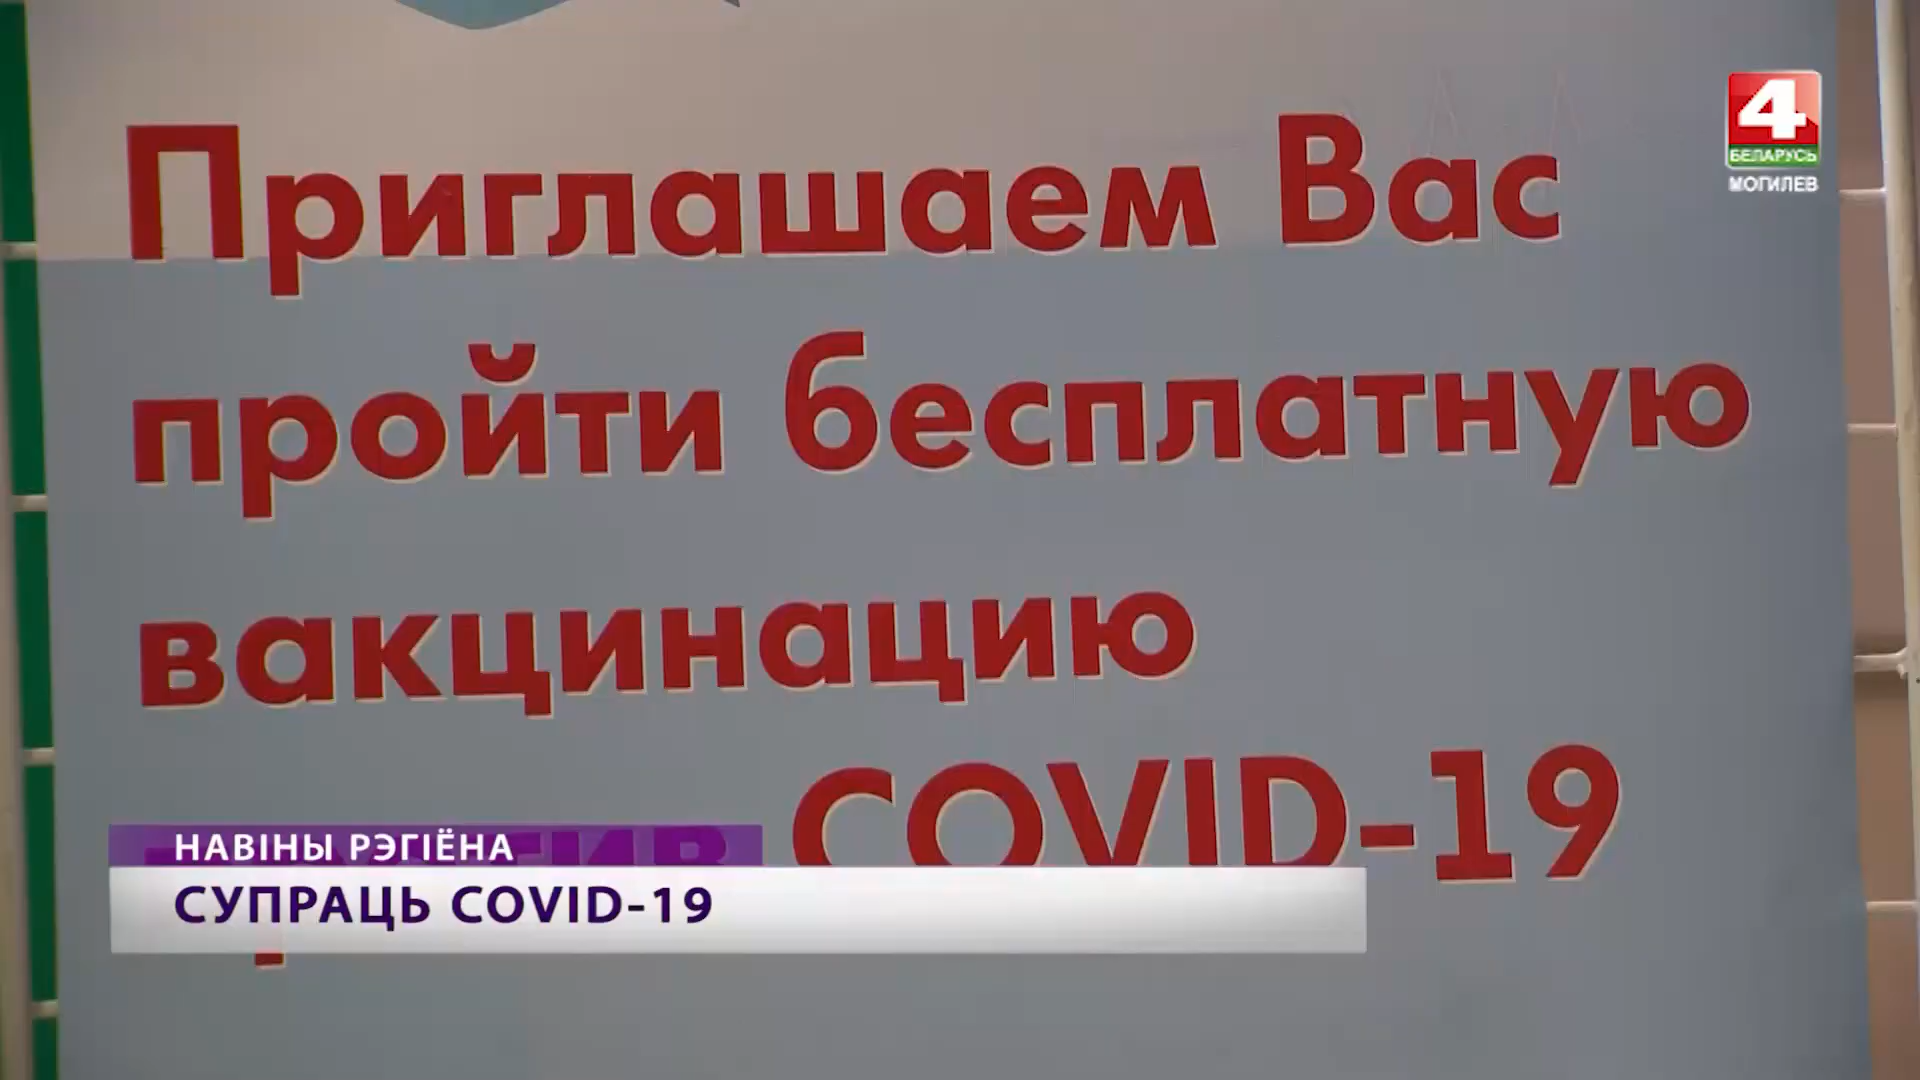 Приглашаем Вас
пройти бесплатную
вакцинацию
COVID-19
4
БЕЛАРУСЬ
МОГИЛЕВ
НАВІНЫ РЭГІЁНА
СУПРАЦЬ COVID-19